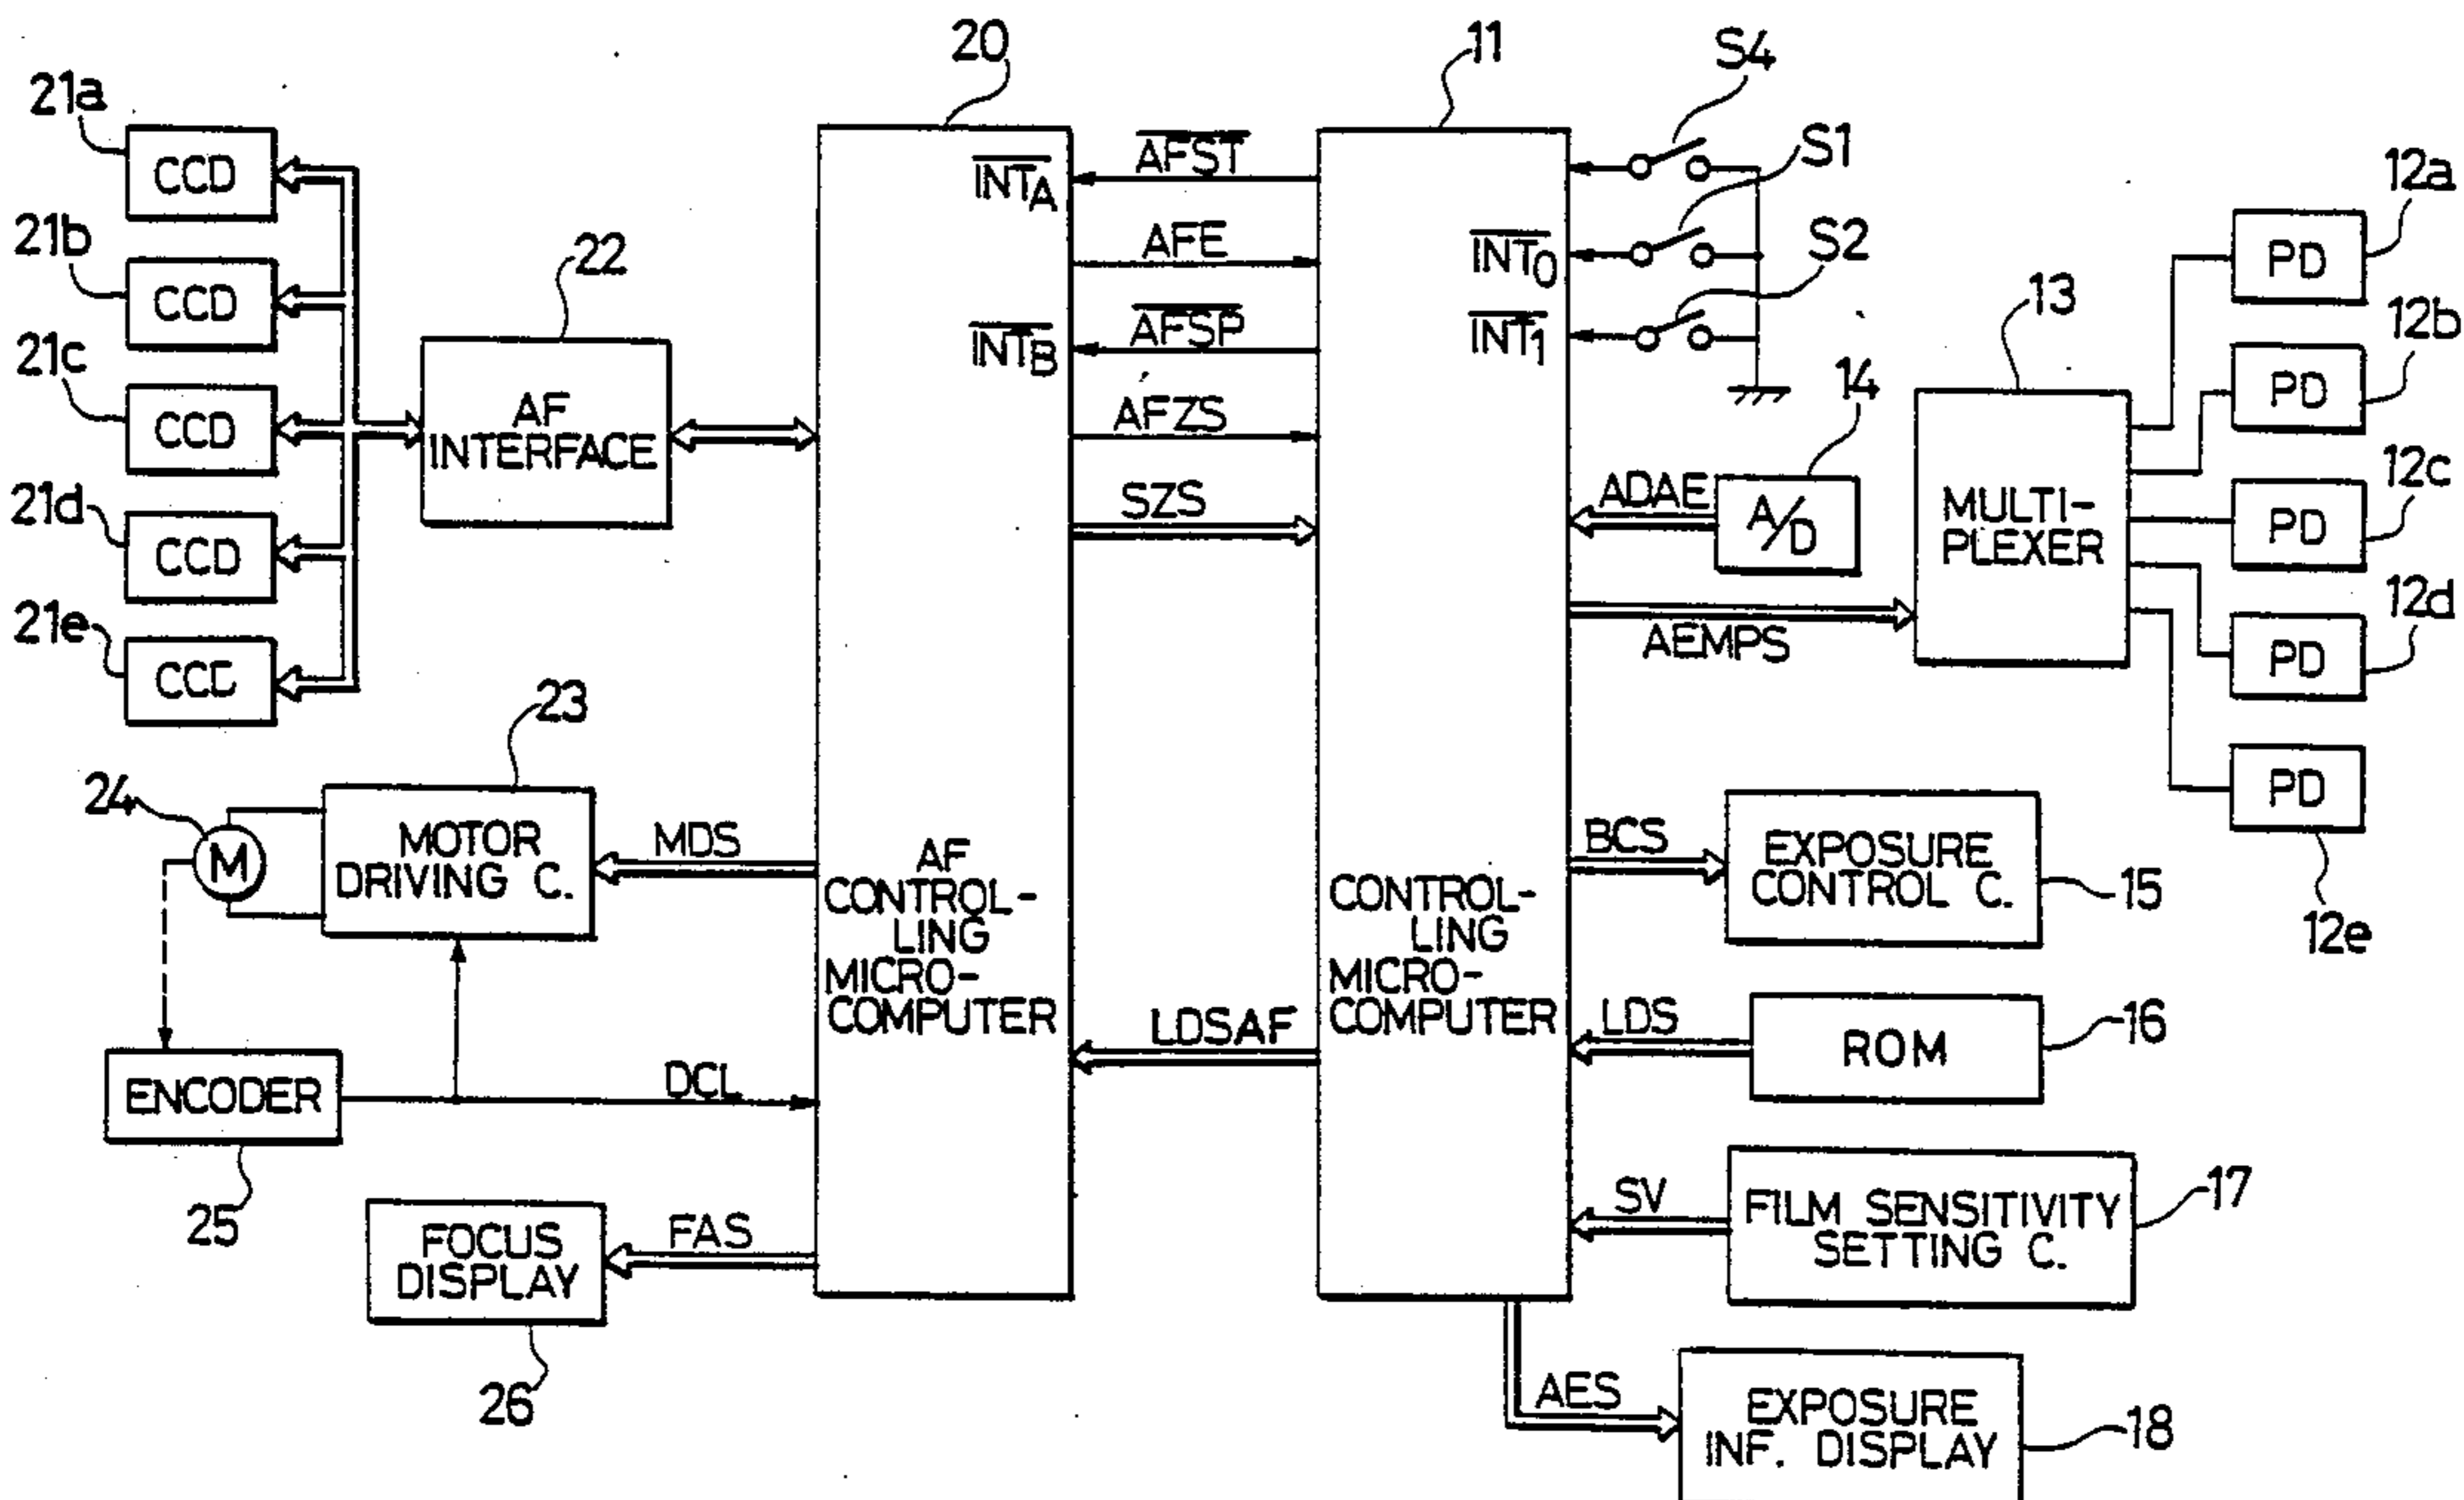 20
11
S4
21a
CCD
AFST
INTA
S1
12a
PD
21b
CCD
22
AFE
INT0
S2
13
12b
PD
AFSP
INTB
INT1
21c
CCD
AF
INTERFACE
AFZS
14
12c
PD
SZS
ADAE
A/D
MULTI-
PLEXER
21d
CCD
12d
PD
AEMPS
21e
CCD
PD
12e
23
24
M
MOTOR
DRIVING C.
MDS
AF
CONTROL-
LING
MICRO-
COMPUTER
CONTROL-
LING
MICRO-
COMPUTER
BCS
EXPOSURE
CONTROL C.
15
LDSAF
LDS
ROM
16
ENCODER
DCL
25
SV
FILM SENSITIVITY
SETTING C.
17
FOCUS
DISPLAY
FAS
26
AES
EXPOSURE
INF. DISPLAY
18